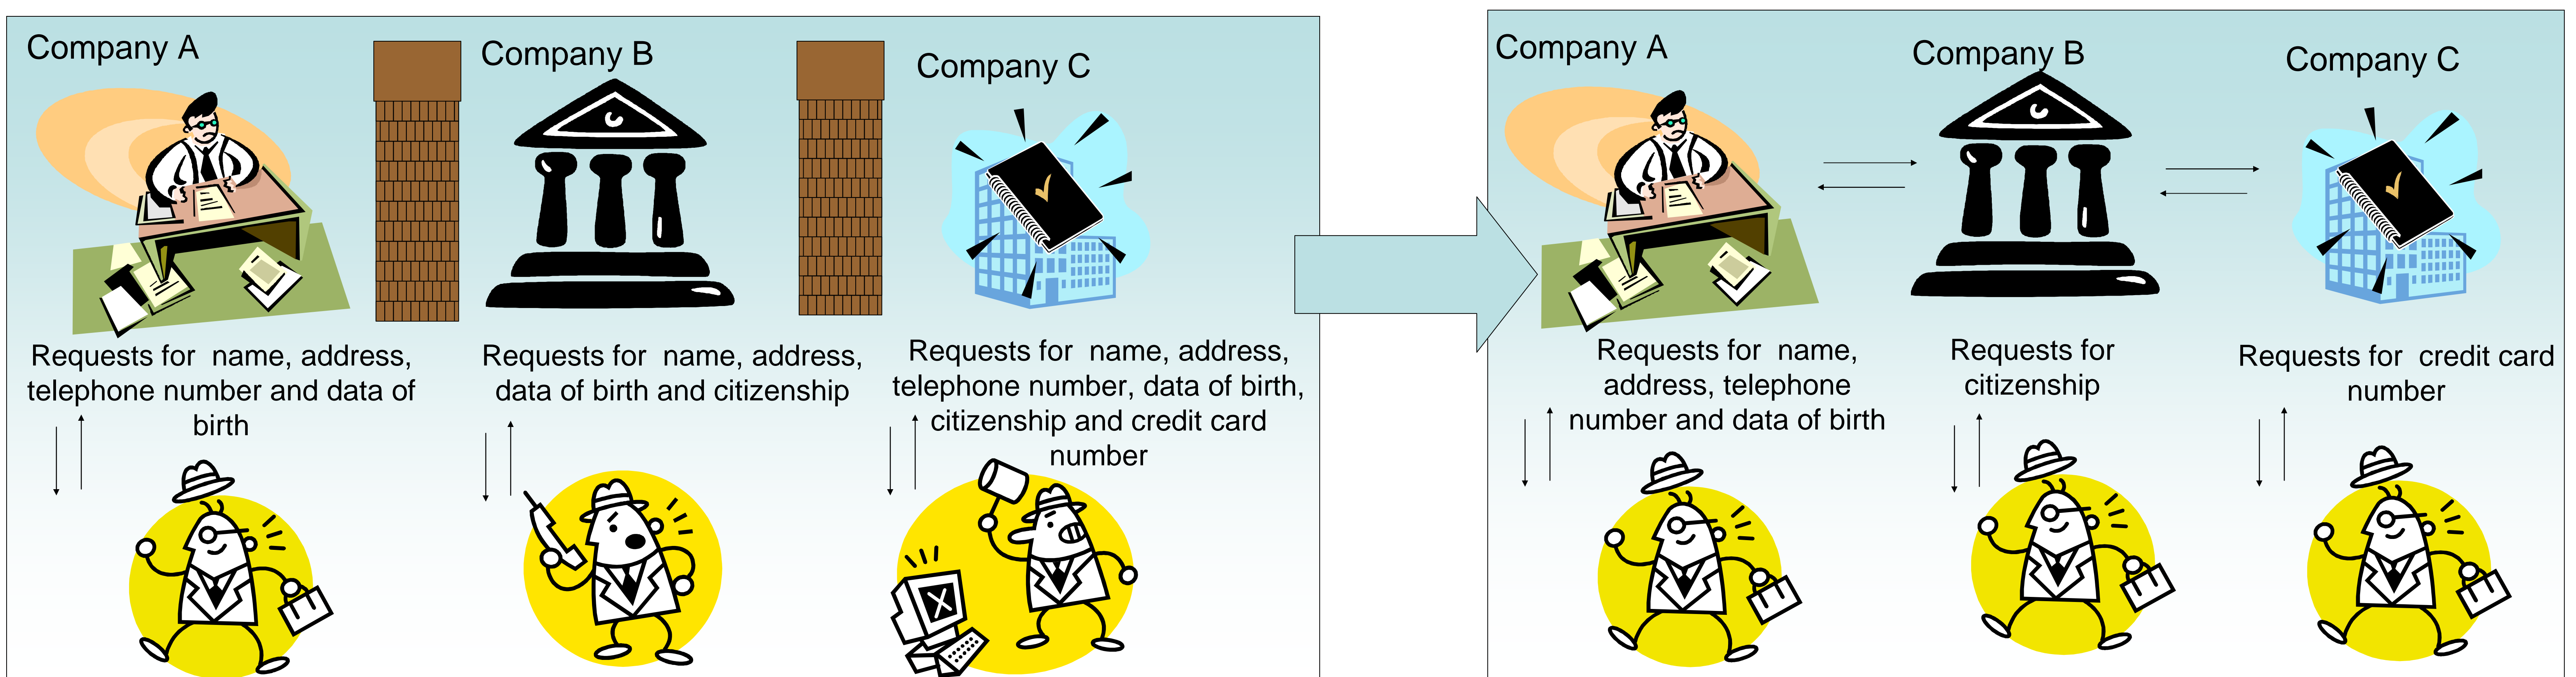 Company A
Company B
Company C
Requests for  name, address,
telephone number and data of
birth
Requests for  name, address,
data of birth and citizenship
Requests for  name, address,
telephone number, data of birth,
citizenship and credit card
number
Company A
Company B
Company C
Requests for  name,
address, telephone
number and data of birth
Requests for
citizenship
Requests for  credit card
number